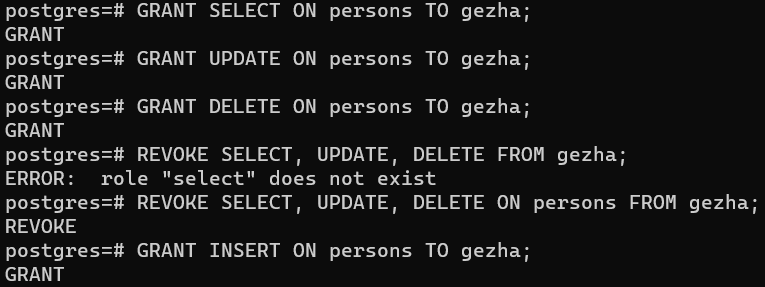 postgres=# GRANT SELECT ON persons TO gezha;
GRANT
postgres=# GRANT UPDATE ON persons TO gezha;
GRANT
postgres=# GRANT DELETE ON persons TO gezha;
GRANT
postgres=# REVOKE SELECT, UPDATE, DELETE FROM gezha;
ERROR:  role "select" does not exist
postgres=# REVOKE SELECT, UPDATE, DELETE ON persons FROM gezha;
REVOKE
postgres=# GRANT INSERT ON persons TO gezha;
GRANT